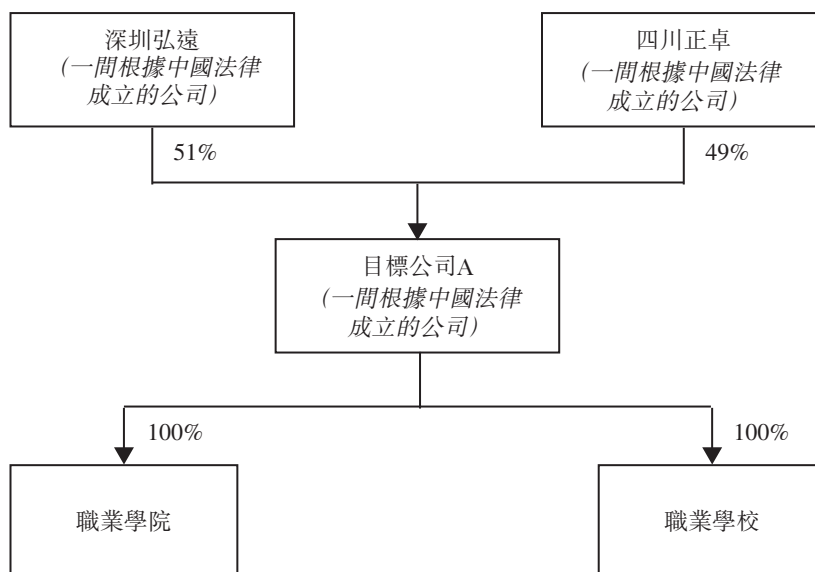 深圳弘遠
(一間根據中國法律
成立的公司)
四川正卓
(一間根據中國法律
成立的公司)
51%
49%
目標公司A
(一間根據中國法律
成立的公司)
100%
100%
職業學院
職業學校